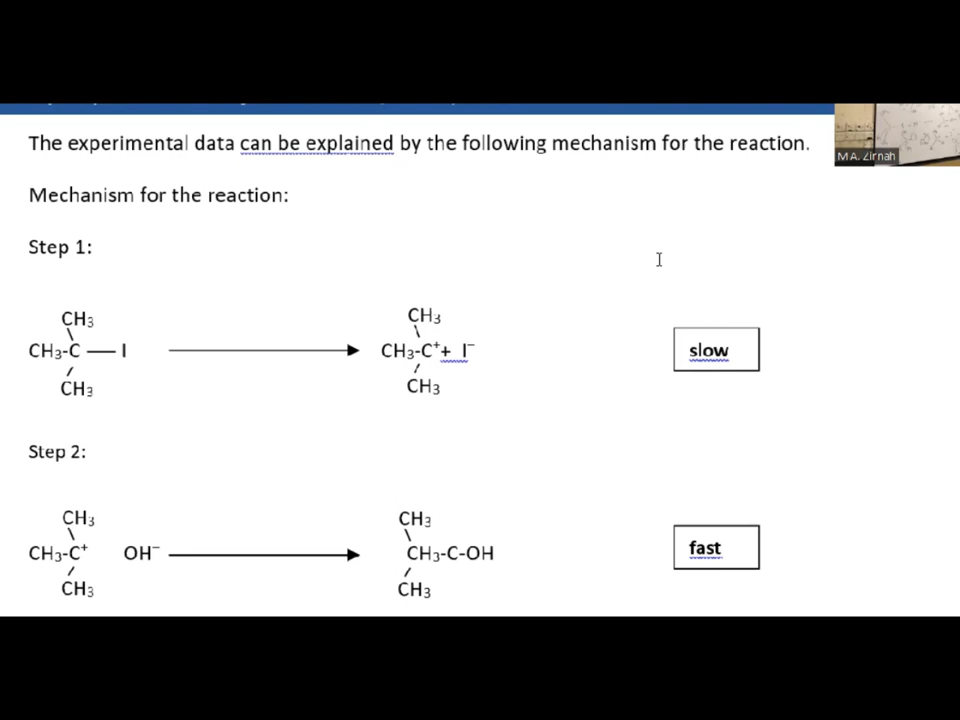 The experimental data can be explained by the following mechanism for the reaction.
M.A. Zirnah
Mechanism for the reaction:
Step 1:
CH₃ CH₃
CH₃-C — I CH₃-C⁺+ I⁻ slow
CH₃ CH₃
Step 2:
CH₃ CH₃
CH₃-C⁺ OH⁻ CH₃-C-OH fast
CH₃ CH₃